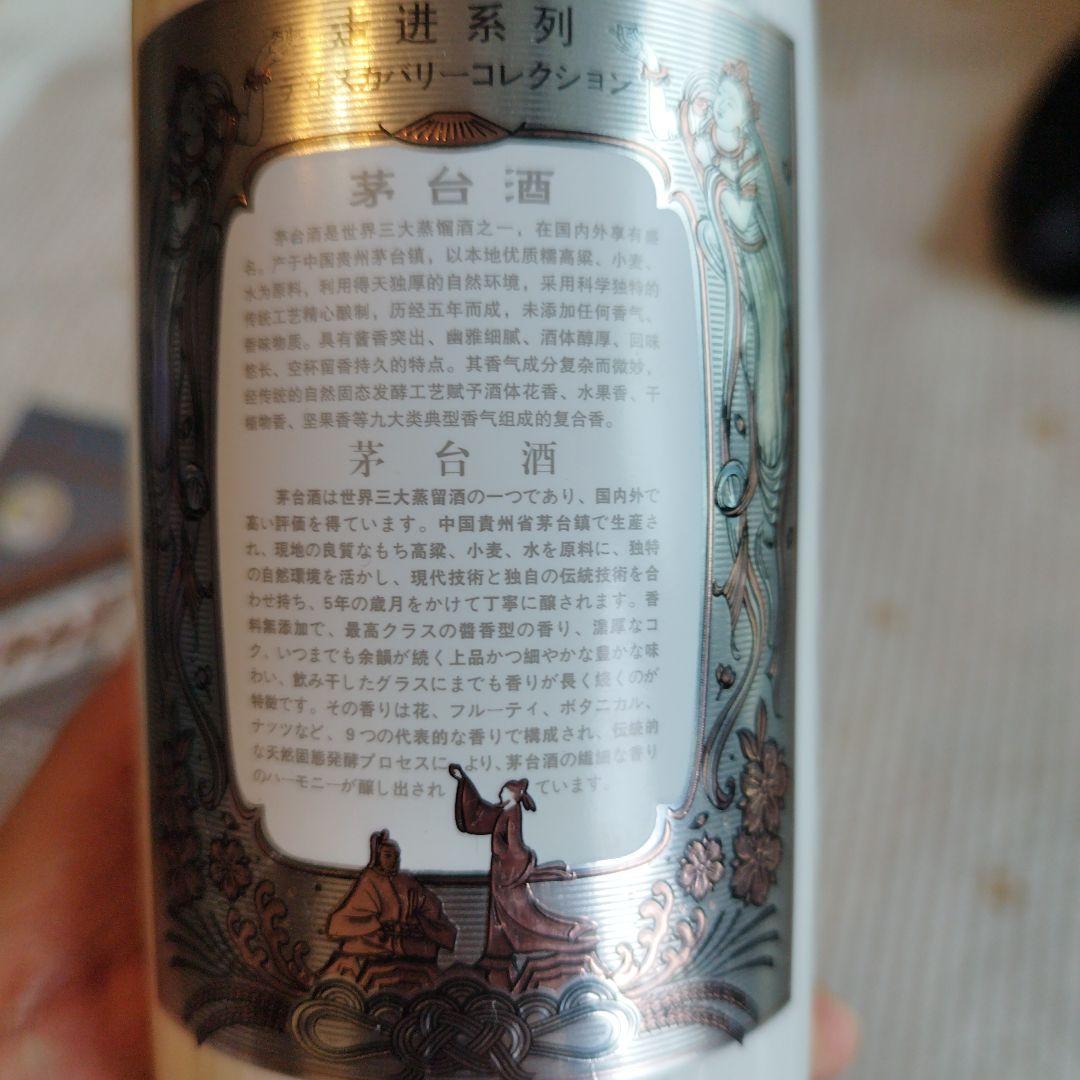 走进系列
ディスカバリーコレクション
茅台酒
茅台酒是世界三大蒸馏酒之一，在国内外享有盛
名。产于中国贵州茅台镇，以本地优质糯高粱、小麦、
水为原料，利用得天独厚的自然环境，采用科学独特的
传统工艺精心酿制，历经五年而成，未添加任何香气、
香味物质。具有酱香突出、幽雅细腻、酒体醇厚、回味
悠长、空杯留香持久的特点。其香气成分复杂而微妙，
经传统的自然固态发酵工艺赋予酒体花香、水果香、干
植物香、坚果香等九大类典型香气组成的复合香。
茅台酒
茅台酒は世界三大蒸留酒の一つであり、国内外で
高い評価を得ています。中国貴州省茅台鎮で生産さ
れ、現地の良質なもち高粱、小麦、水を原料に、独特
の自然環境を活かし、現代技術と独自の伝統技術を合
わせ持ち、5年の歳月をかけて丁寧に醸されます。香
料無添加で、最高クラスの醬香型の香り、濃厚なコ
ク、いつまでも余韻が続く上品かつ細やかな豊かな味
わい、飲み干したグラスにまでも香りが長く続くのが
特徴です。その香りは花、フルーティ、ボタニカル、
ナッツなど、9つの代表的な香りで構成され、伝統的
な天然固態発酵プロセスにより、茅台酒の繊細な香り
のハーモニーが醸し出されています。